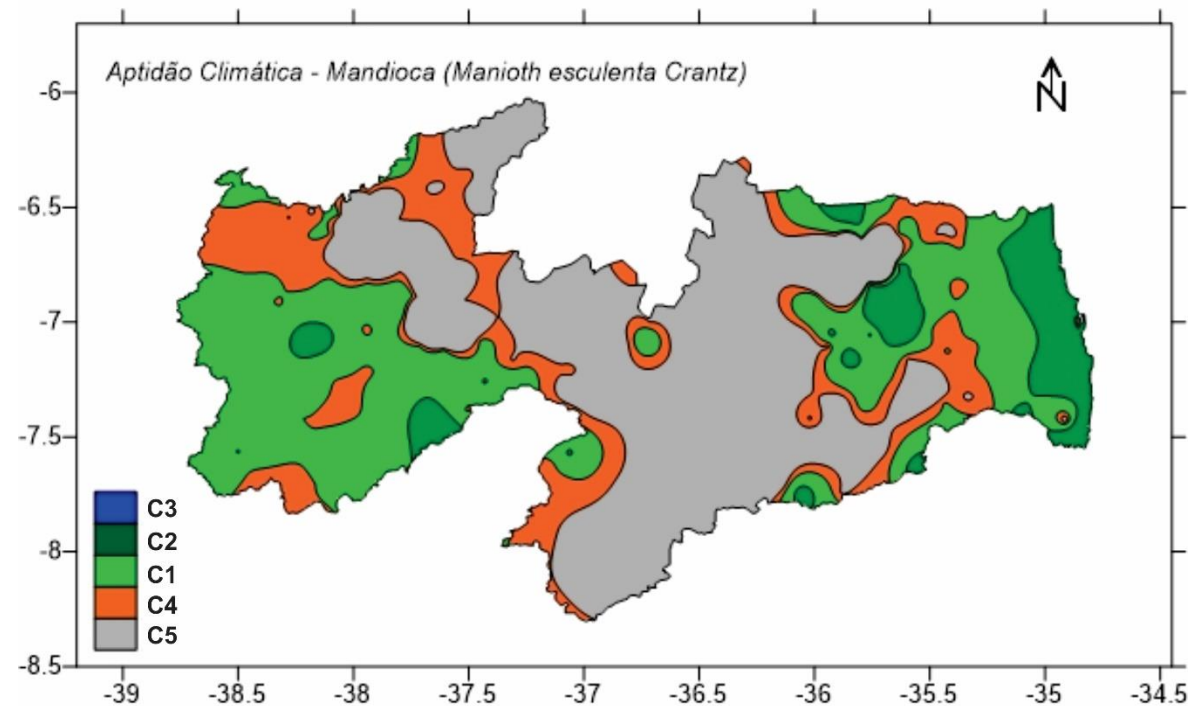 Aptidão Climática - Mandioca (Manioth esculenta Crantz)
N
-6
-6.5
-7
-7.5
-8
-8.5
C3
C2
C1
C4
C5
-39 -38.5 -38 -37.5 -37 -36.5 -36 -35.5 -35 -34.5